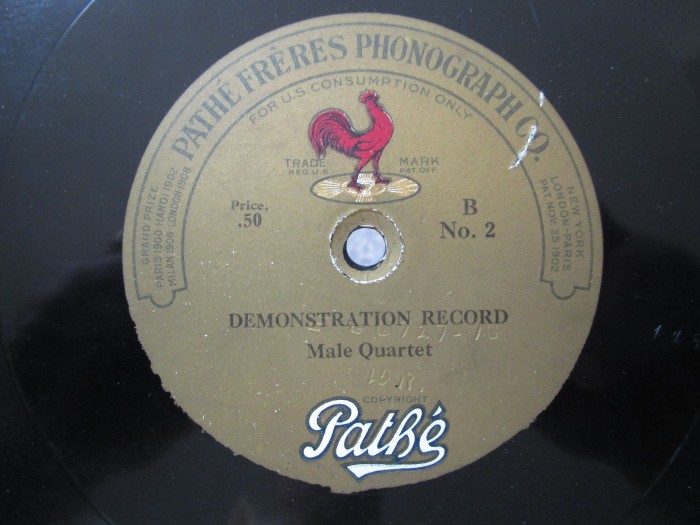 PATHÉ FRÈRES PHONOGRAPH CO.
FOR U.S. CONSUMPTION ONLY
TRADE MARK
REG. U.S. PAT. OFF.
GRAND PRIZE
PARIS 1900-HANOI 1902
MILAN 1906 LONDON 1908
NEW YORK
LONDON-PARIS
PAT. NOV. 25 1902
Price,
.50
B
No. 2
DEMONSTRATION RECORD
Male Quartet
COPYRIGHT
Pathé